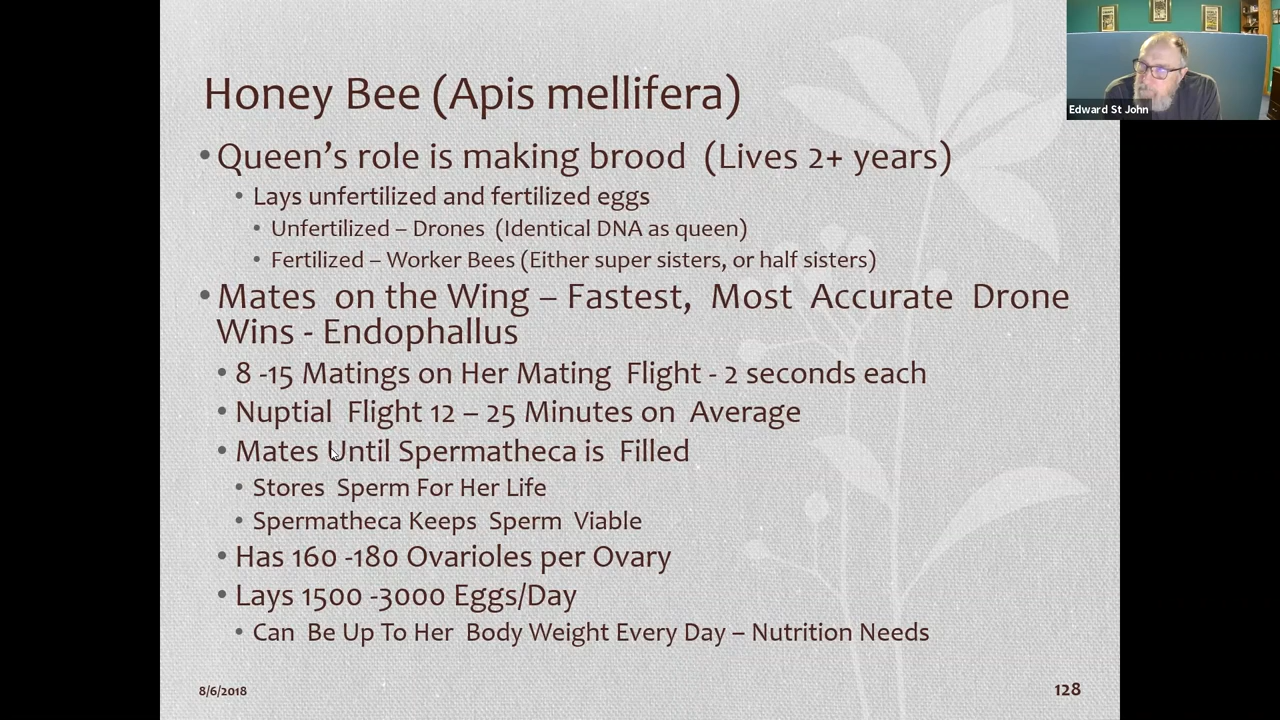 Honey Bee (Apis mellifera)
• Queen's role is making brood (Lives 2+ years)
• Lays unfertilized and fertilized eggs
• Unfertilized – Drones (Identical DNA as queen)
• Fertilized – Worker Bees (Either super sisters, or half sisters)
• Mates on the Wing – Fastest, Most Accurate Drone
Wins - Endophallus
• 8 -15 Matings on Her Mating Flight - 2 seconds each
• Nuptial Flight 12 – 25 Minutes on Average
• Mates Until Spermatheca is Filled
• Stores Sperm For Her Life
• Spermatheca Keeps Sperm Viable
• Has 160 -180 Ovarioles per Ovary
• Lays 1500 -3000 Eggs/Day
• Can Be Up To Her Body Weight Every Day – Nutrition Needs
8/6/2018
128
Edward St John